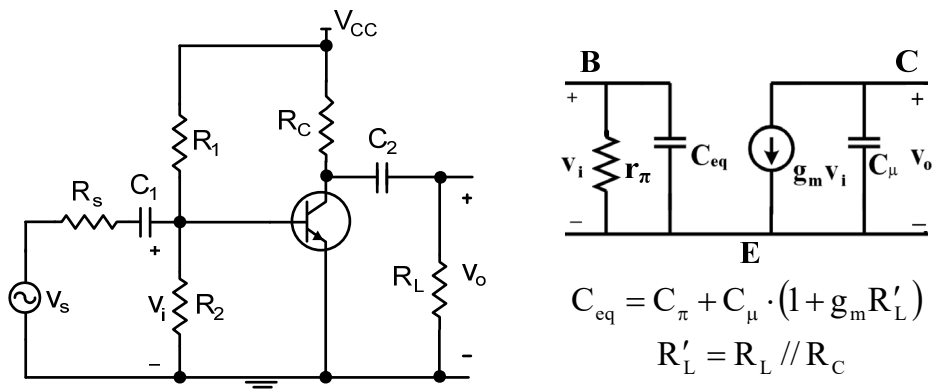 V_CC
R_C
R_1
C_2
R_s
C_1
+
+
v_s
v_i
R_2
R_L
v_o
–
–
B
C
+
+
v_i
r_π
C_eq
g_m v_i
C_μ
v_o
–
–
E
C_eq = C_π + C_μ · (1 + g_m R′_L)
R′_L = R_L // R_C